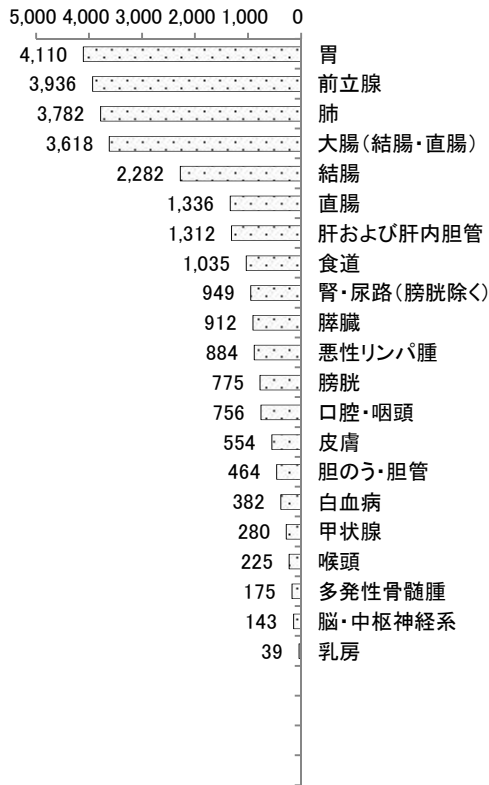 5,000 4,000 3,000 2,000 1,000 0
4,110 胃
3,936 前立腺
3,782 肺
3,618 大腸(結腸・直腸)
2,282 結腸
1,336 直腸
1,312 肝および肝内胆管
1,035 食道
949 腎・尿路(膀胱除く)
912 膵臓
884 悪性リンパ腫
775 膀胱
756 口腔・咽頭
554 皮膚
464 胆のう・胆管
382 白血病
280 甲状腺
225 喉頭
175 多発性骨髄腫
143 脳・中枢神経系
39 乳房